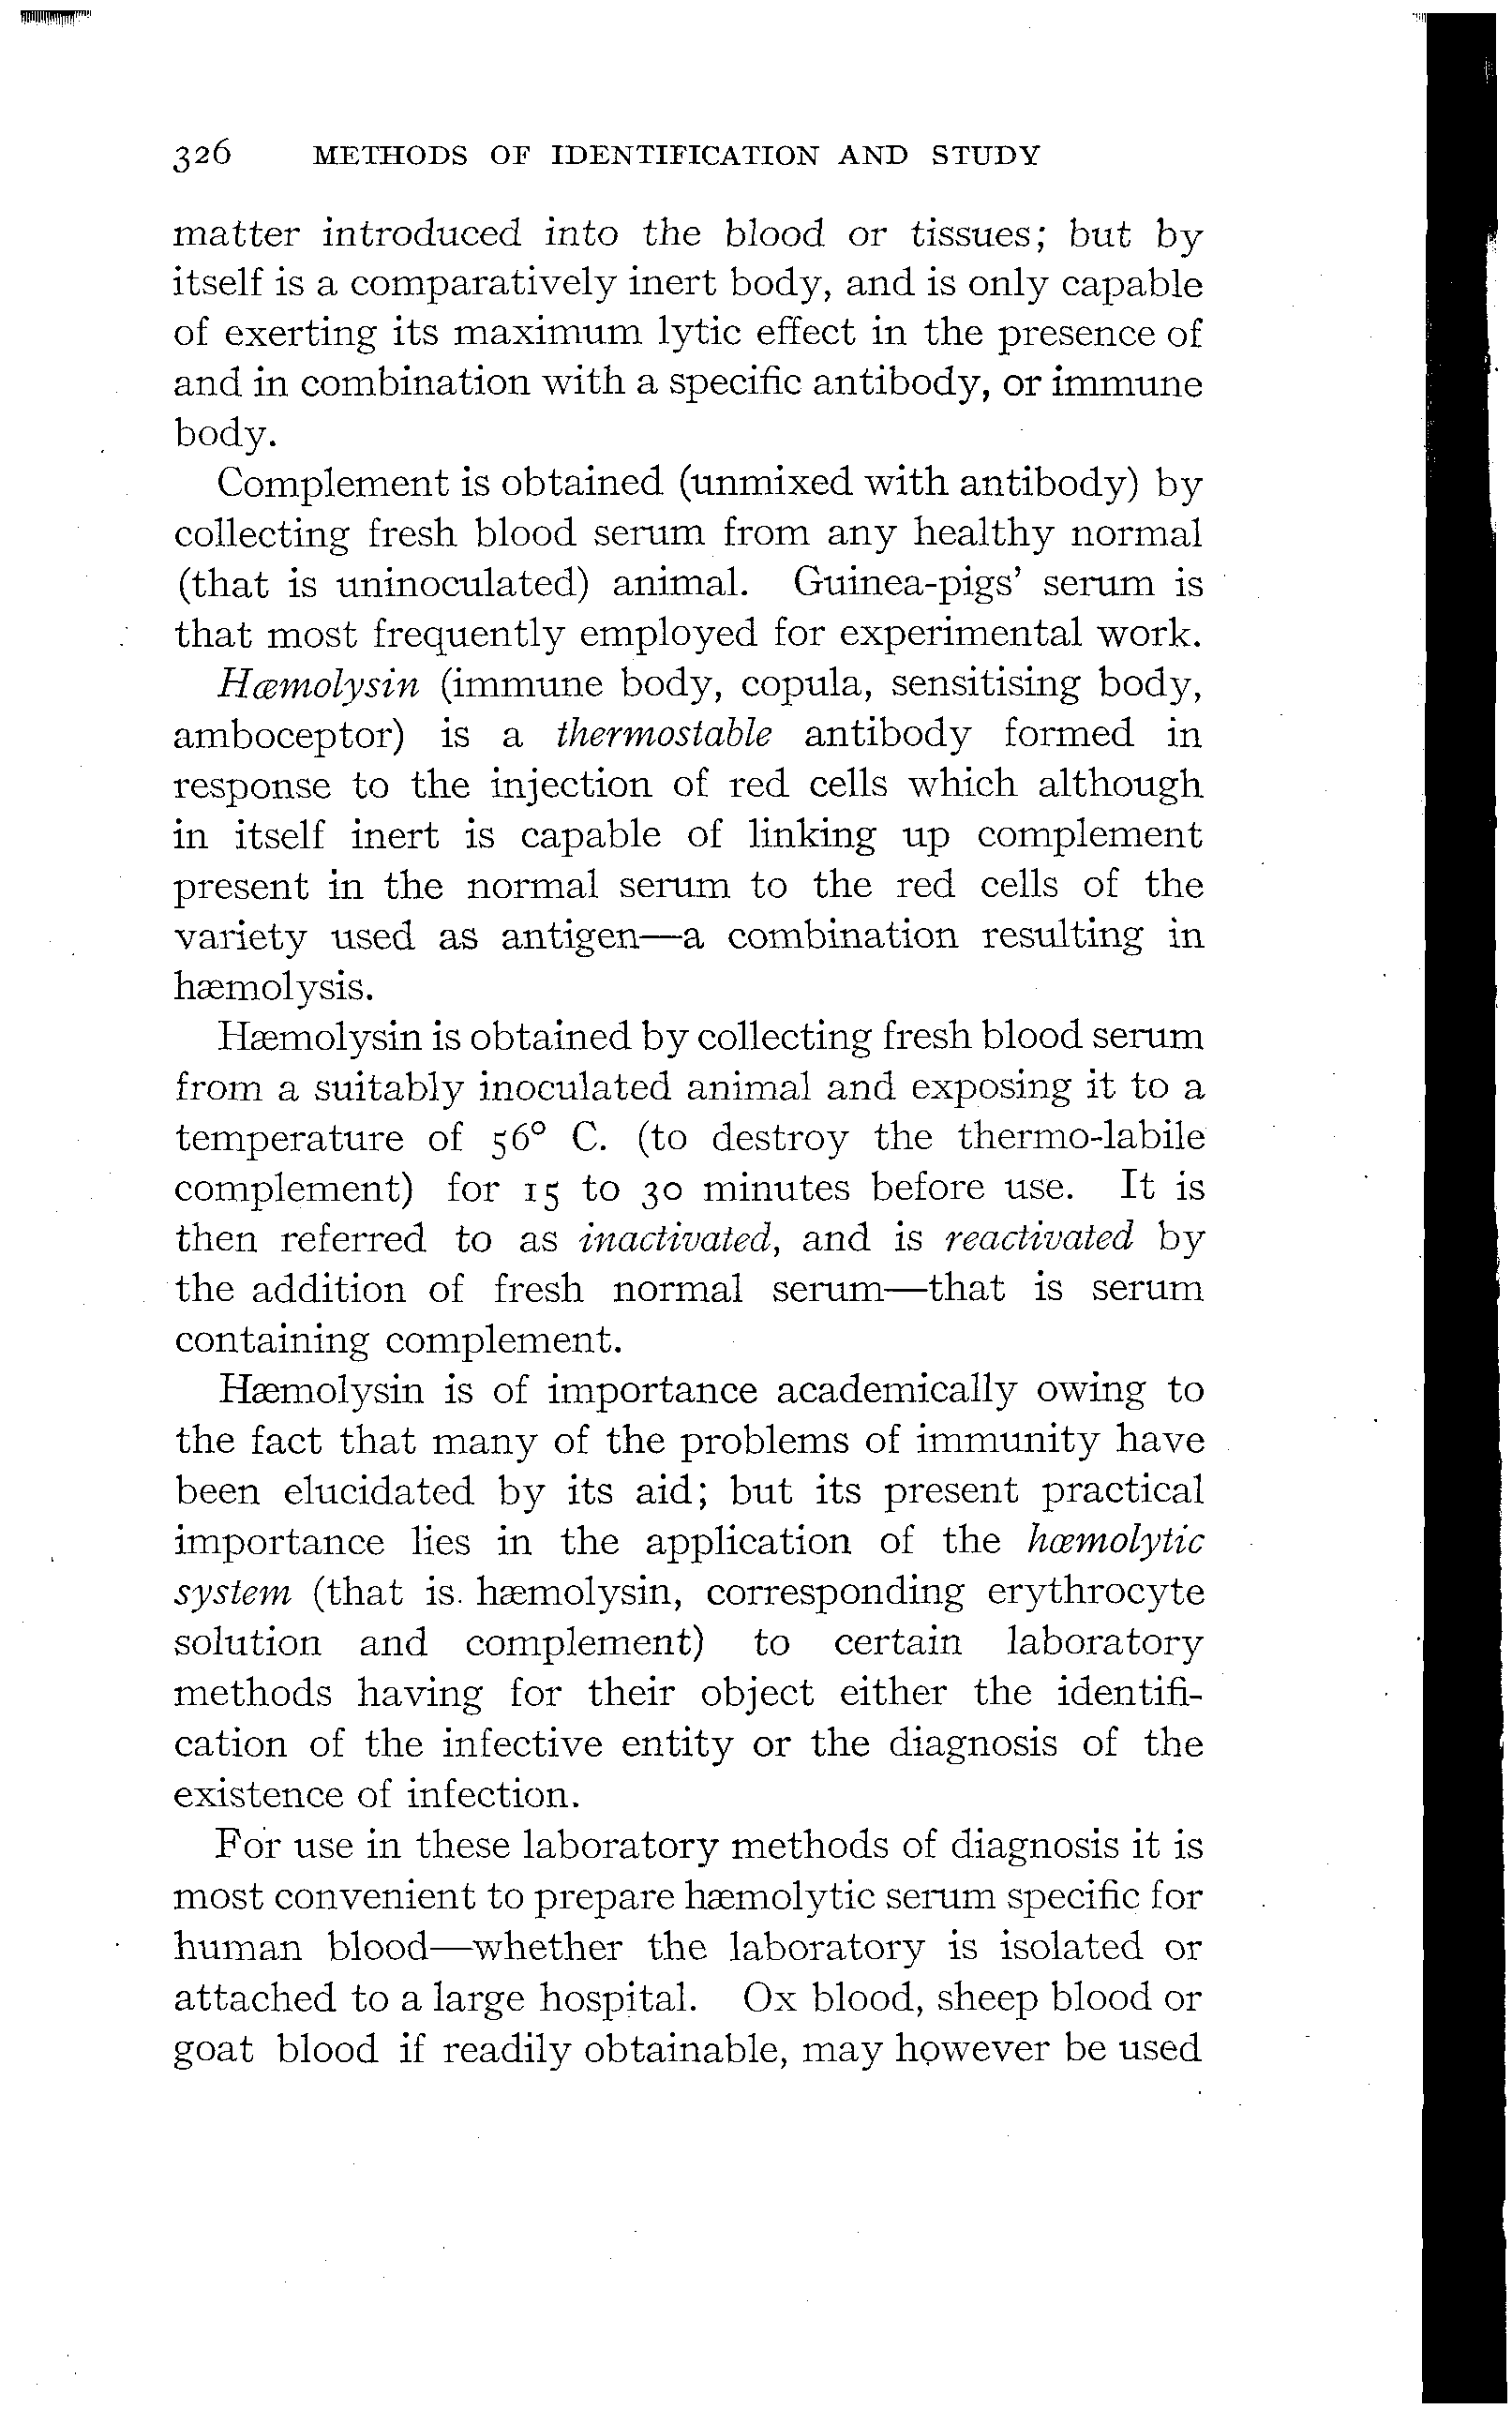 326 METHODS OF IDENTIFICATION AND STUDY
matter introduced into the blood or tissues; but by
itself is a comparatively inert body, and is only capable
of exerting its maximum lytic effect in the presence of
and in combination with a specific antibody, or immune
body.
Complement is obtained (unmixed with antibody) by
collecting fresh blood serum from any healthy normal
(that is uninoculated) animal. Guinea-pigs' serum is
that most frequently employed for experimental work.
Hæmolysin (immune body, copula, sensitising body,
amboceptor) is a thermostable antibody formed in
response to the injection of red cells which although
in itself inert is capable of linking up complement
present in the normal serum to the red cells of the
variety used as antigen—a combination resulting in
hæmolysis.
Hæmolysin is obtained by collecting fresh blood serum
from a suitably inoculated animal and exposing it to a
temperature of 56° C. (to destroy the thermo-labile
complement) for 15 to 30 minutes before use. It is
then referred to as inactivated, and is reactivated by
the addition of fresh normal serum—that is serum
containing complement.
Hæmolysin is of importance academically owing to
the fact that many of the problems of immunity have
been elucidated by its aid; but its present practical
importance lies in the application of the hæmolytic
system (that is. hæmolysin, corresponding erythrocyte
solution and complement) to certain laboratory
methods having for their object either the identifi-
cation of the infective entity or the diagnosis of the
existence of infection.
For use in these laboratory methods of diagnosis it is
most convenient to prepare hæmolytic serum specific for
human blood—whether the laboratory is isolated or
attached to a large hospital. Ox blood, sheep blood or
goat blood if readily obtainable, may however be used